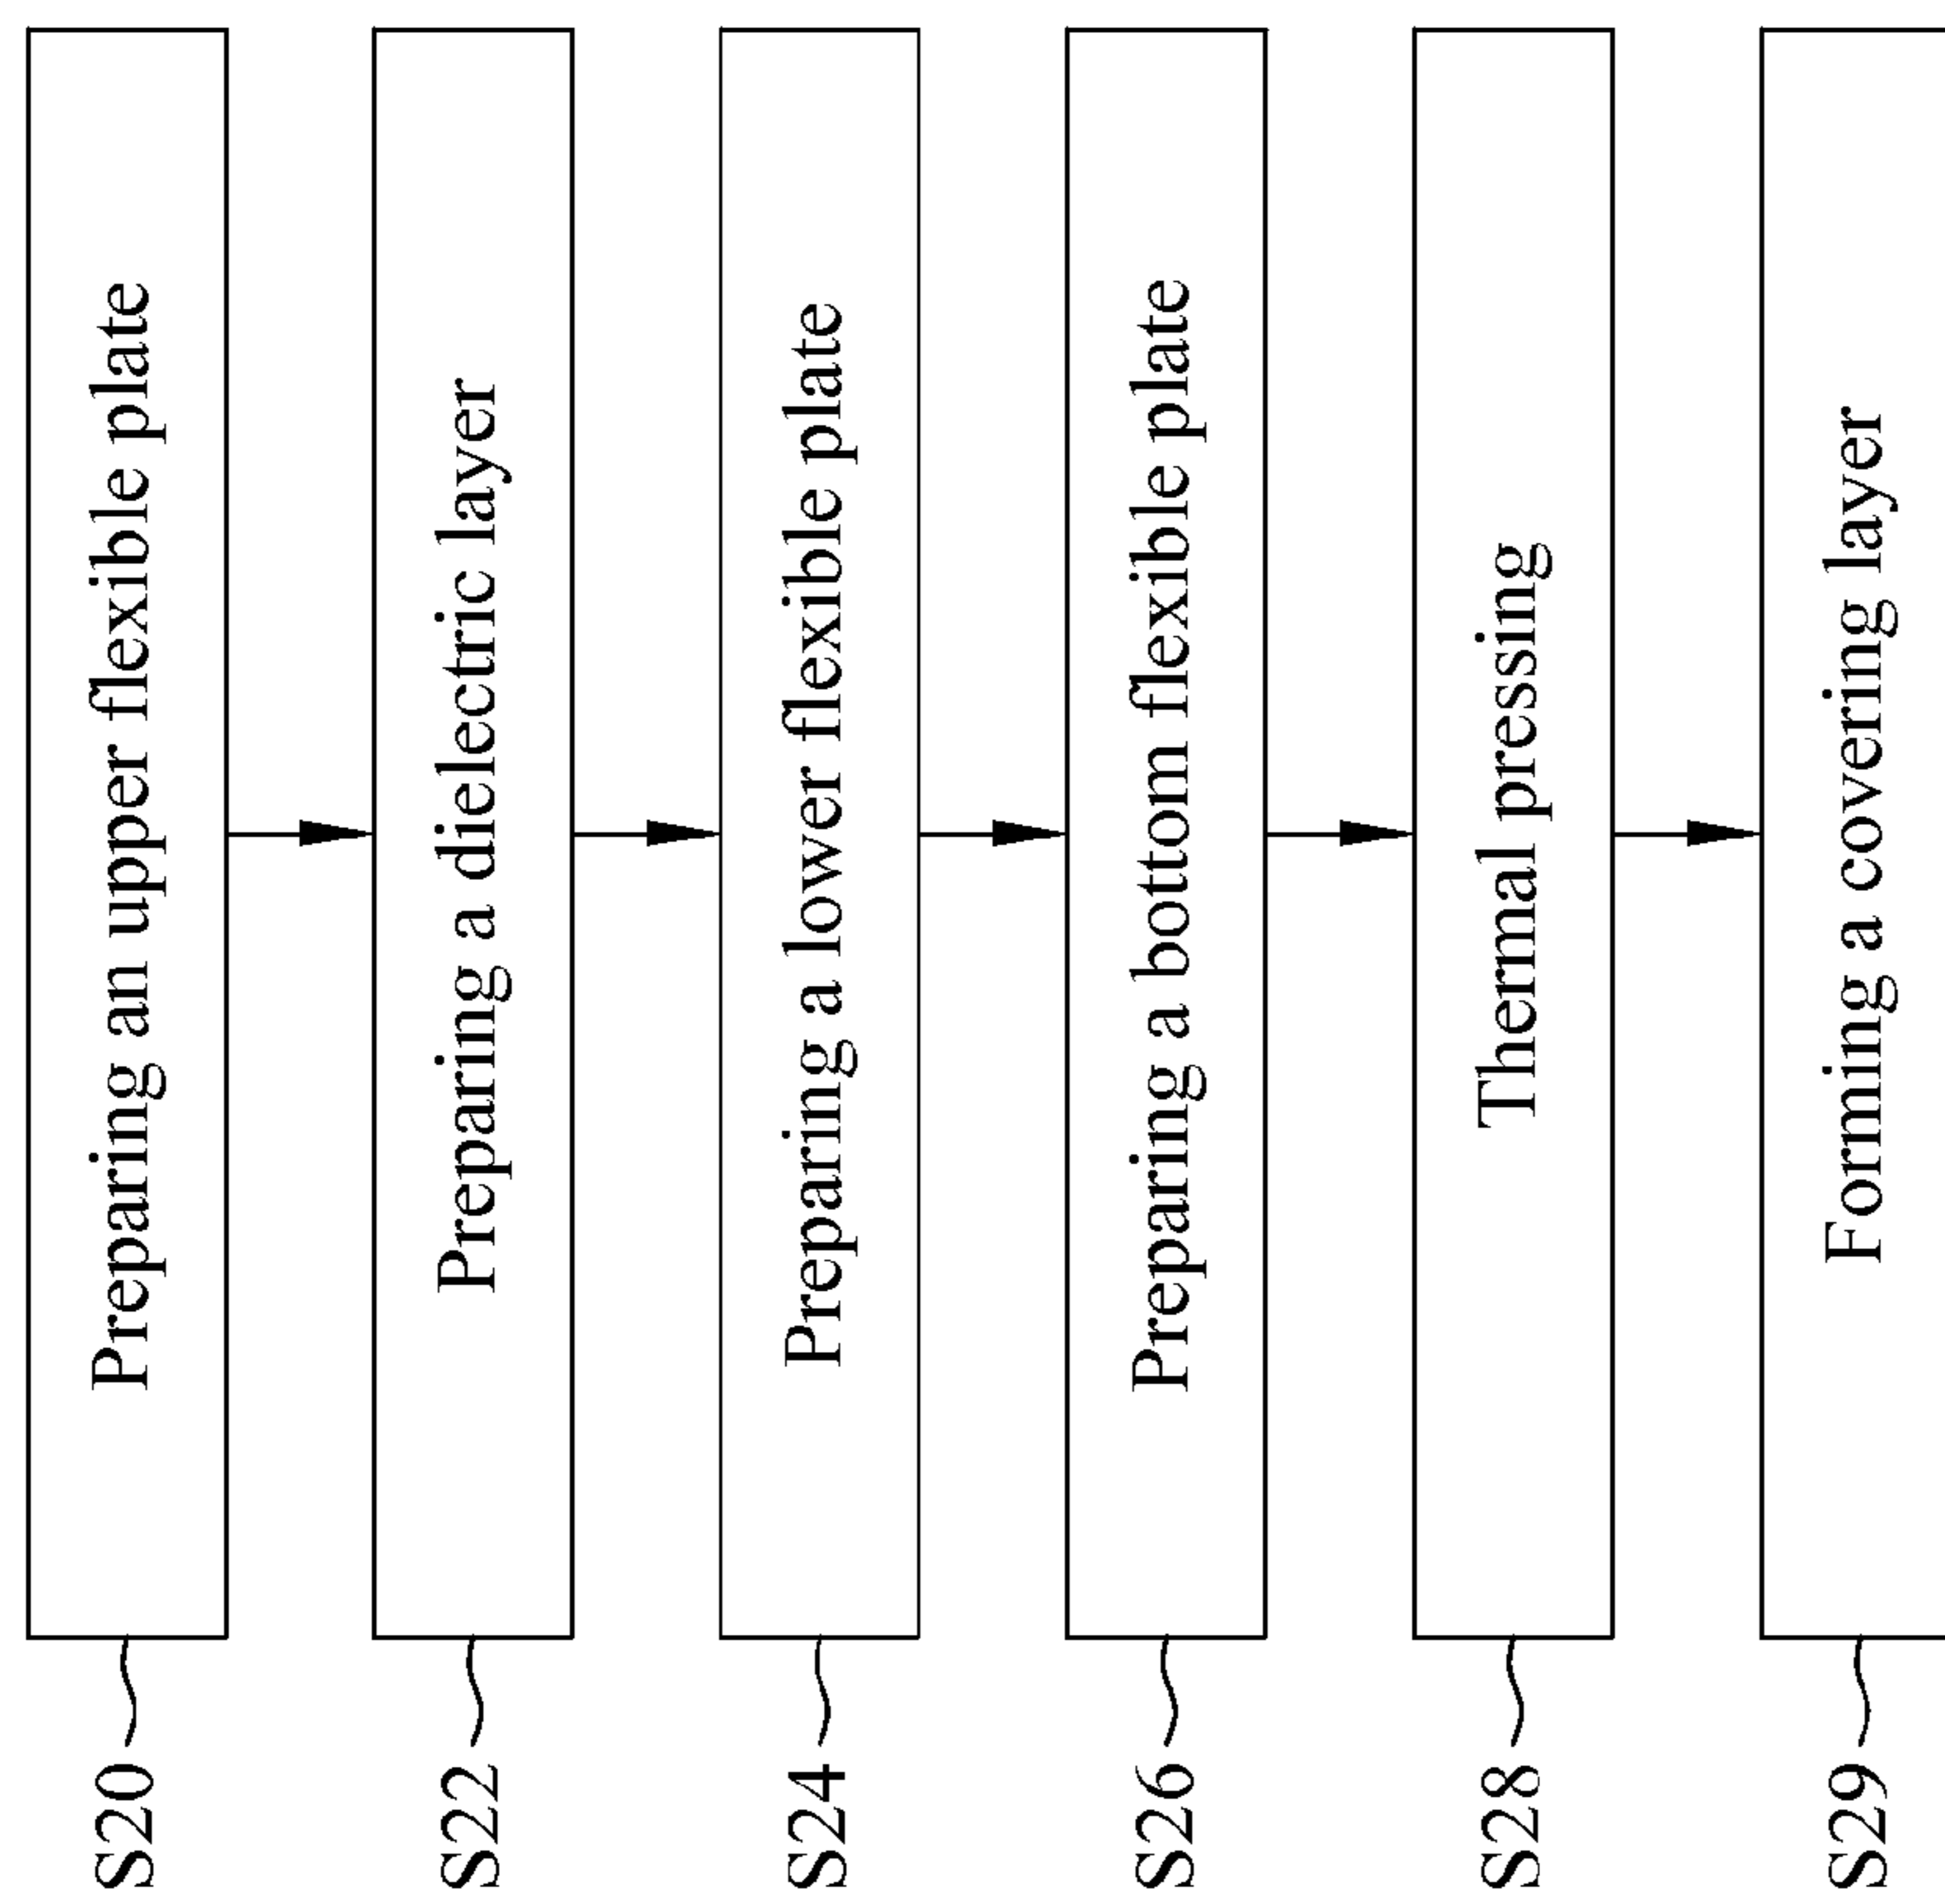 S20
Preparing an upper flexible plate
S22
Preparing a dielectric layer
S24
Preparing a lower flexible plate
S26
Preparing a bottom flexible plate
S28
Thermal pressing
S29
Forming a covering layer